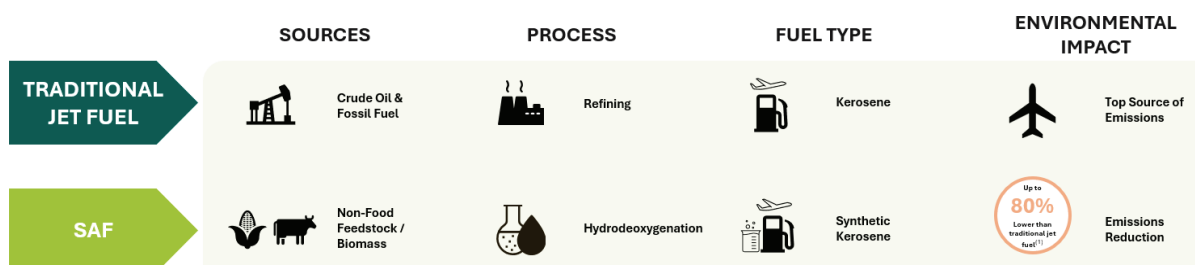 SOURCES
PROCESS
FUEL TYPE
ENVIRONMENTAL
IMPACT
TRADITIONAL
JET FUEL
Crude Oil &
Fossil Fuel
Refining
Kerosene
Top Source of
Emissions
SAF
Non-Food
Feedstock /
Biomass
Hydrodeoxygenation
Synthetic
Kerosene
Up to
80%
Lower than
traditional jet
fuel(1)
Emissions
Reduction